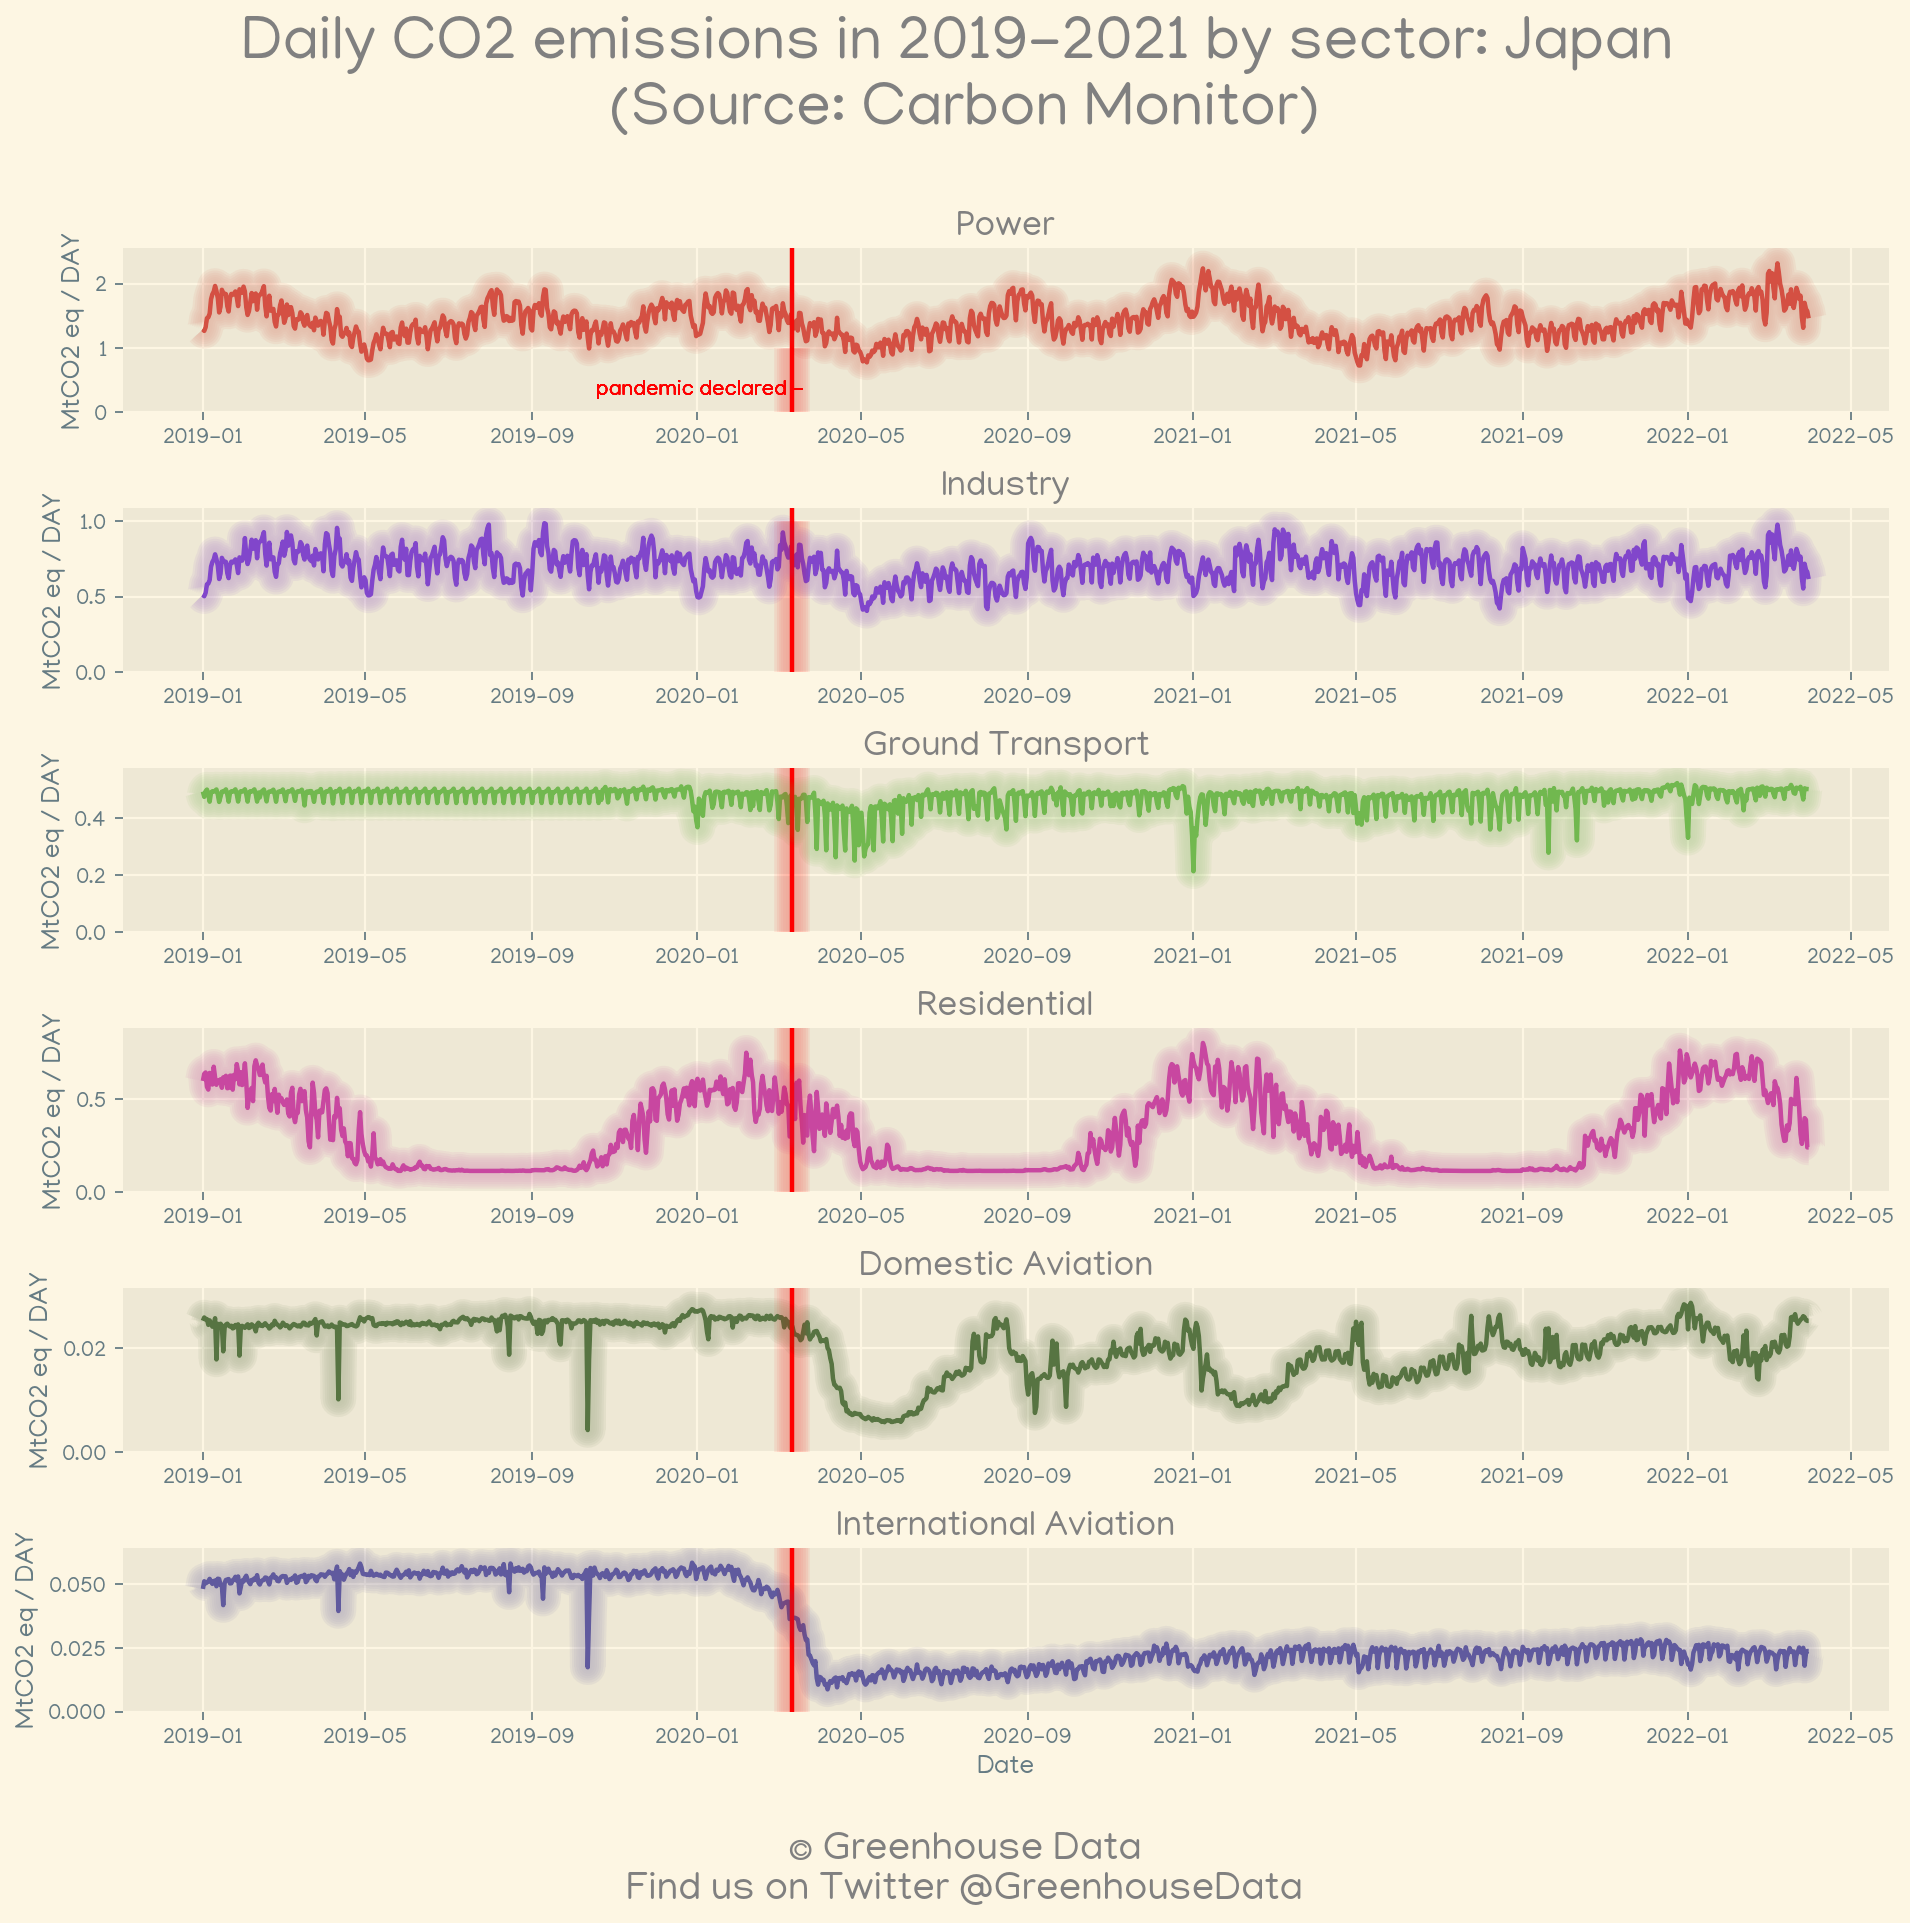 Daily CO2 emissions in 2019-2021 by sector: Japan
(Source: Carbon Monitor)
Power
MtCO2 eq / DAY
2
1
0
pandemic declared
2019-01 2019-05 2019-09 2020-01 2020-05 2020-09 2021-01 2021-05 2021-09 2022-01 2022-05
Industry
MtCO2 eq / DAY
1.0
0.5
0.0
2019-01 2019-05 2019-09 2020-01 2020-05 2020-09 2021-01 2021-05 2021-09 2022-01 2022-05
Ground Transport
MtCO2 eq / DAY
0.4
0.2
0.0
2019-01 2019-05 2019-09 2020-01 2020-05 2020-09 2021-01 2021-05 2021-09 2022-01 2022-05
Residential
MtCO2 eq / DAY
0.5
0.0
2019-01 2019-05 2019-09 2020-01 2020-05 2020-09 2021-01 2021-05 2021-09 2022-01 2022-05
Domestic Aviation
MtCO2 eq / DAY
0.02
0.00
2019-01 2019-05 2019-09 2020-01 2020-05 2020-09 2021-01 2021-05 2021-09 2022-01 2022-05
International Aviation
MtCO2 eq / DAY
0.050
0.025
0.000
2019-01 2019-05 2019-09 2020-01 2020-05 2020-09 2021-01 2021-05 2021-09 2022-01 2022-05
Date
© Greenhouse Data
Find us on Twitter @GreenhouseData